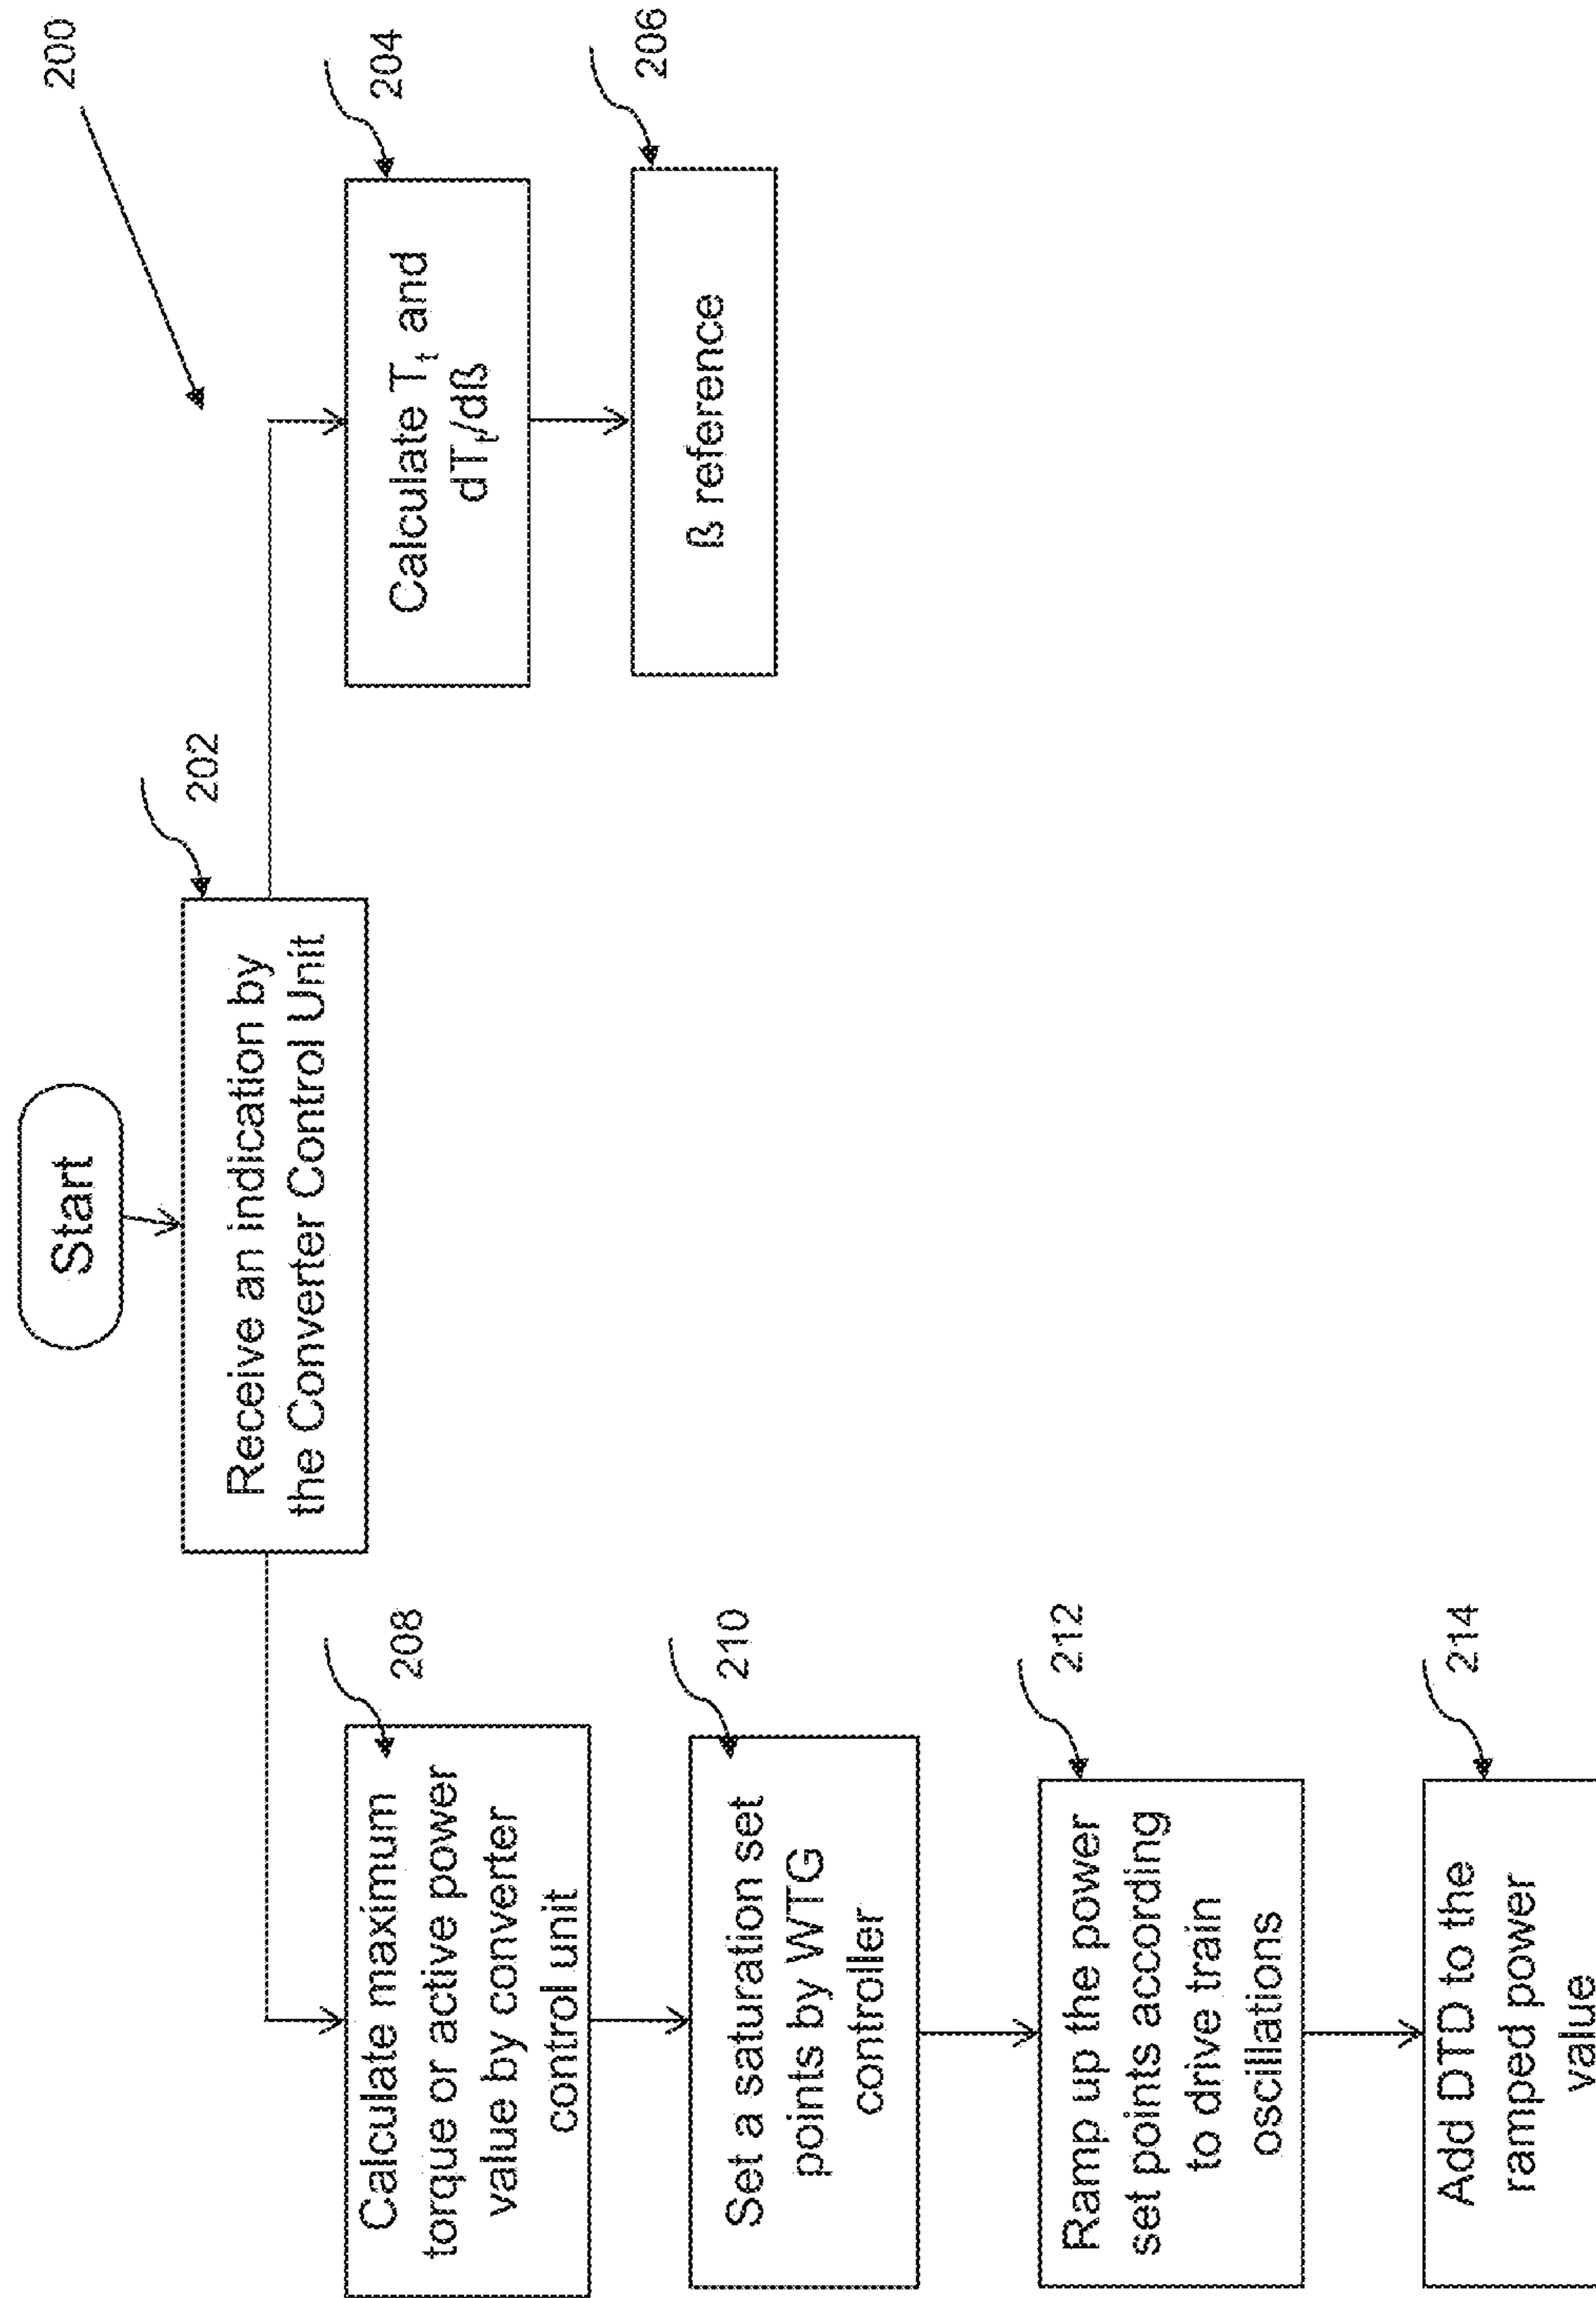 200
Start
202
Receive an indication by
the Converter Control Unit
204
Calculate Tt and
dTt/dß
206
ß reference
208
Calculate maximum
torque or active power
value by converter
control unit
210
Set a saturation set
points by WTG
controller
212
Ramp up the power
set points according
to drive train
oscillations
214
Add DTD to the
ramped power
value